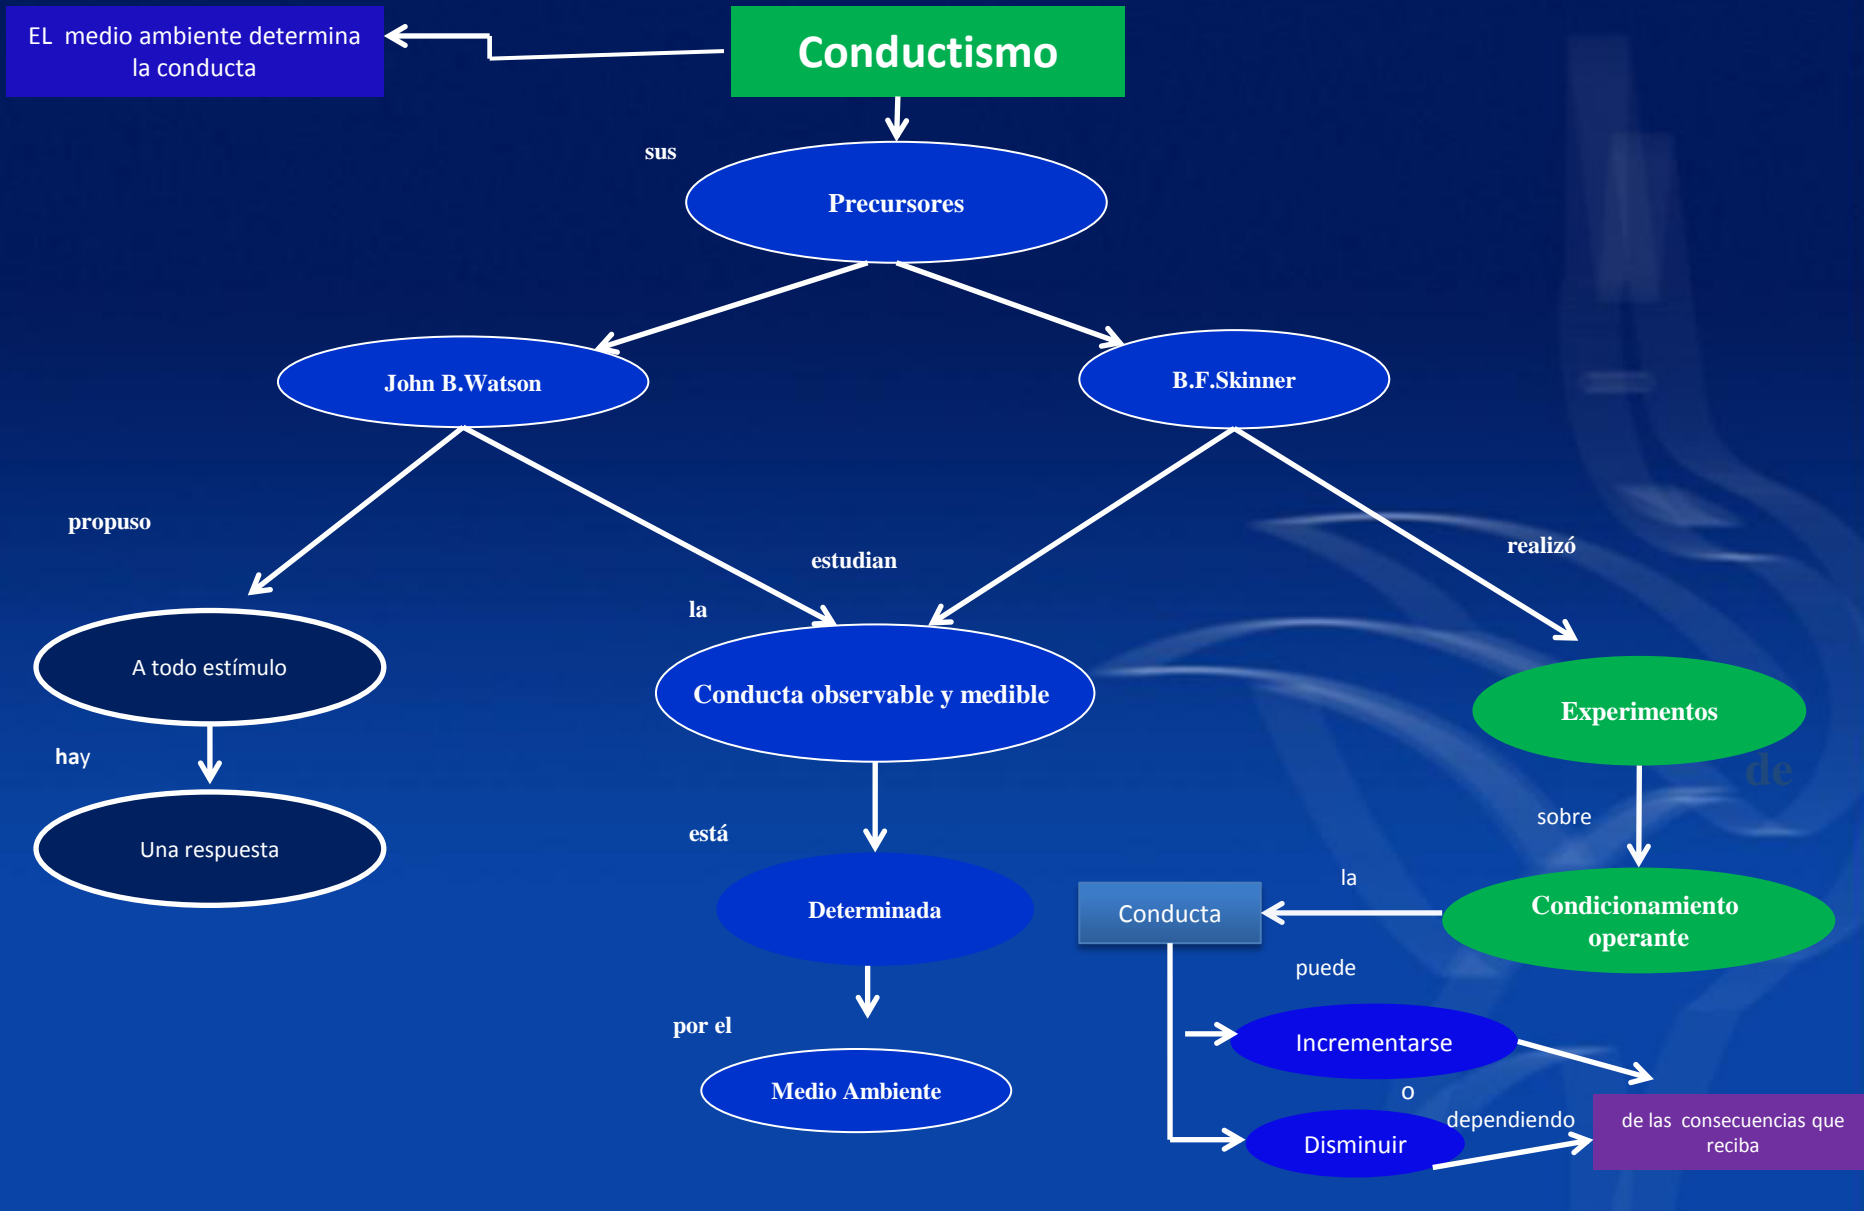 EL  medio ambiente determina
la conducta
Conductismo
sus
Precursores
John B.Watson
B.F.Skinner
propuso
estudian
realizó
la
A todo estímulo
Conducta observable y medible
Experimentos
hay
de
sobre
está
Una respuesta
la
Determinada
Conducta
Condicionamiento
operante
puede
por el
Incrementarse
Medio Ambiente
o
dependiendo
Disminuir
de las  consecuencias que
reciba